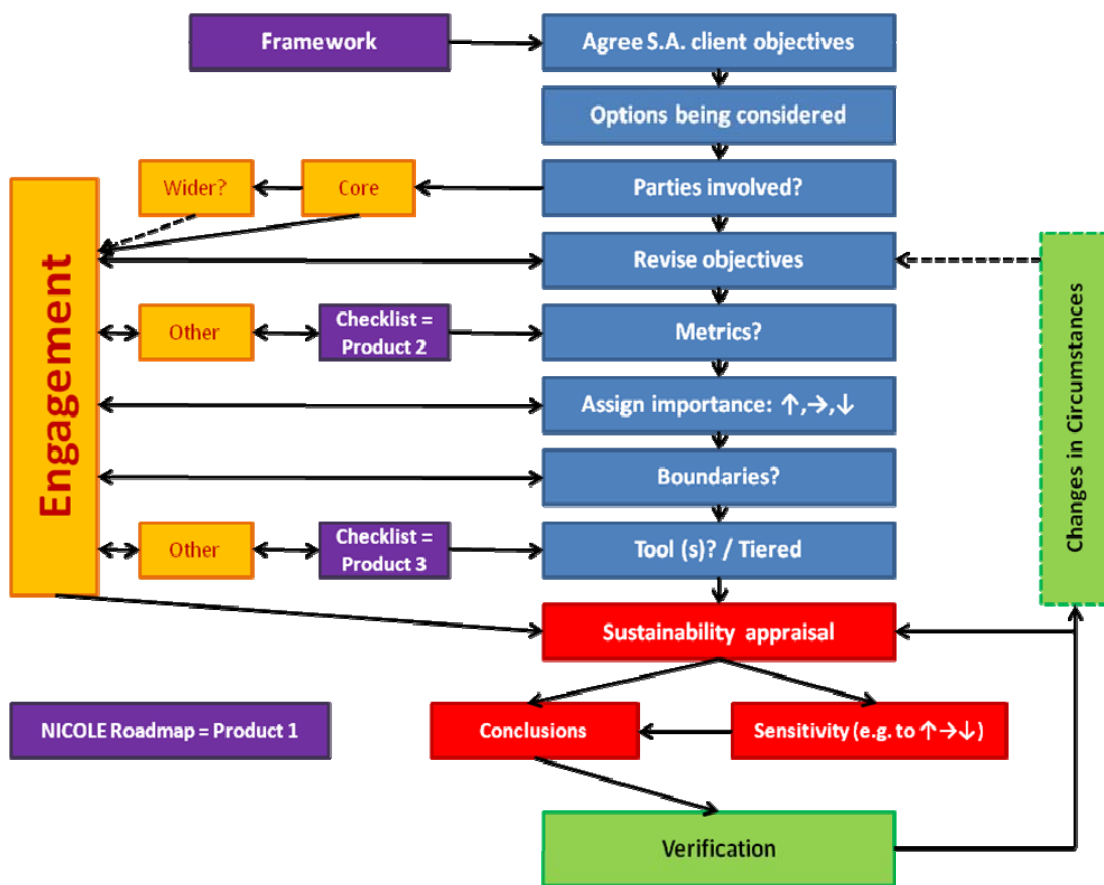 Framework
Agree S.A. client objectives
Options being considered
Wider?
Core
Parties involved?
Engagement
Revise objectives
Changes in Circumstances
Other
Checklist =
Product 2
Metrics?
Assign importance: ↑,→,↓
Boundaries?
Other
Checklist =
Product 3
Tool (s)? / Tiered
Sustainability appraisal
NICOLE Roadmap = Product 1
Conclusions
Sensitivity (e.g. to ↑→↓)
Verification